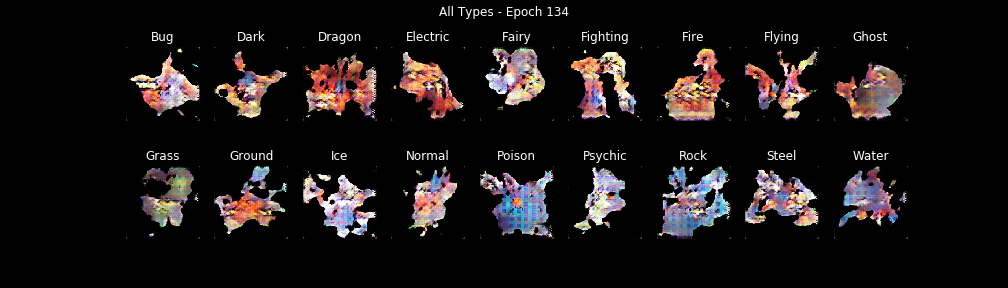 All Types - Epoch 134
Bug Dark Dragon Electric Fairy Fighting Fire Flying Ghost
Grass Ground Ice Normal Poison Psychic Rock Steel Water